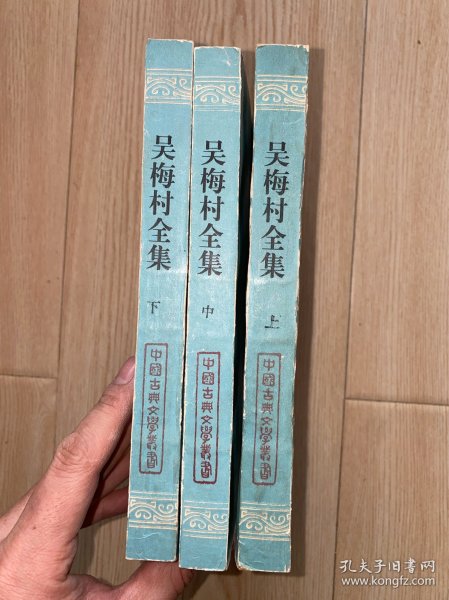 吴梅村全集
下
中國古典文學叢書
吴梅村全集
中
中國古典文學叢書
吴梅村全集
上
中國古典文學叢書
孔夫子旧书网
www.kongfz.com